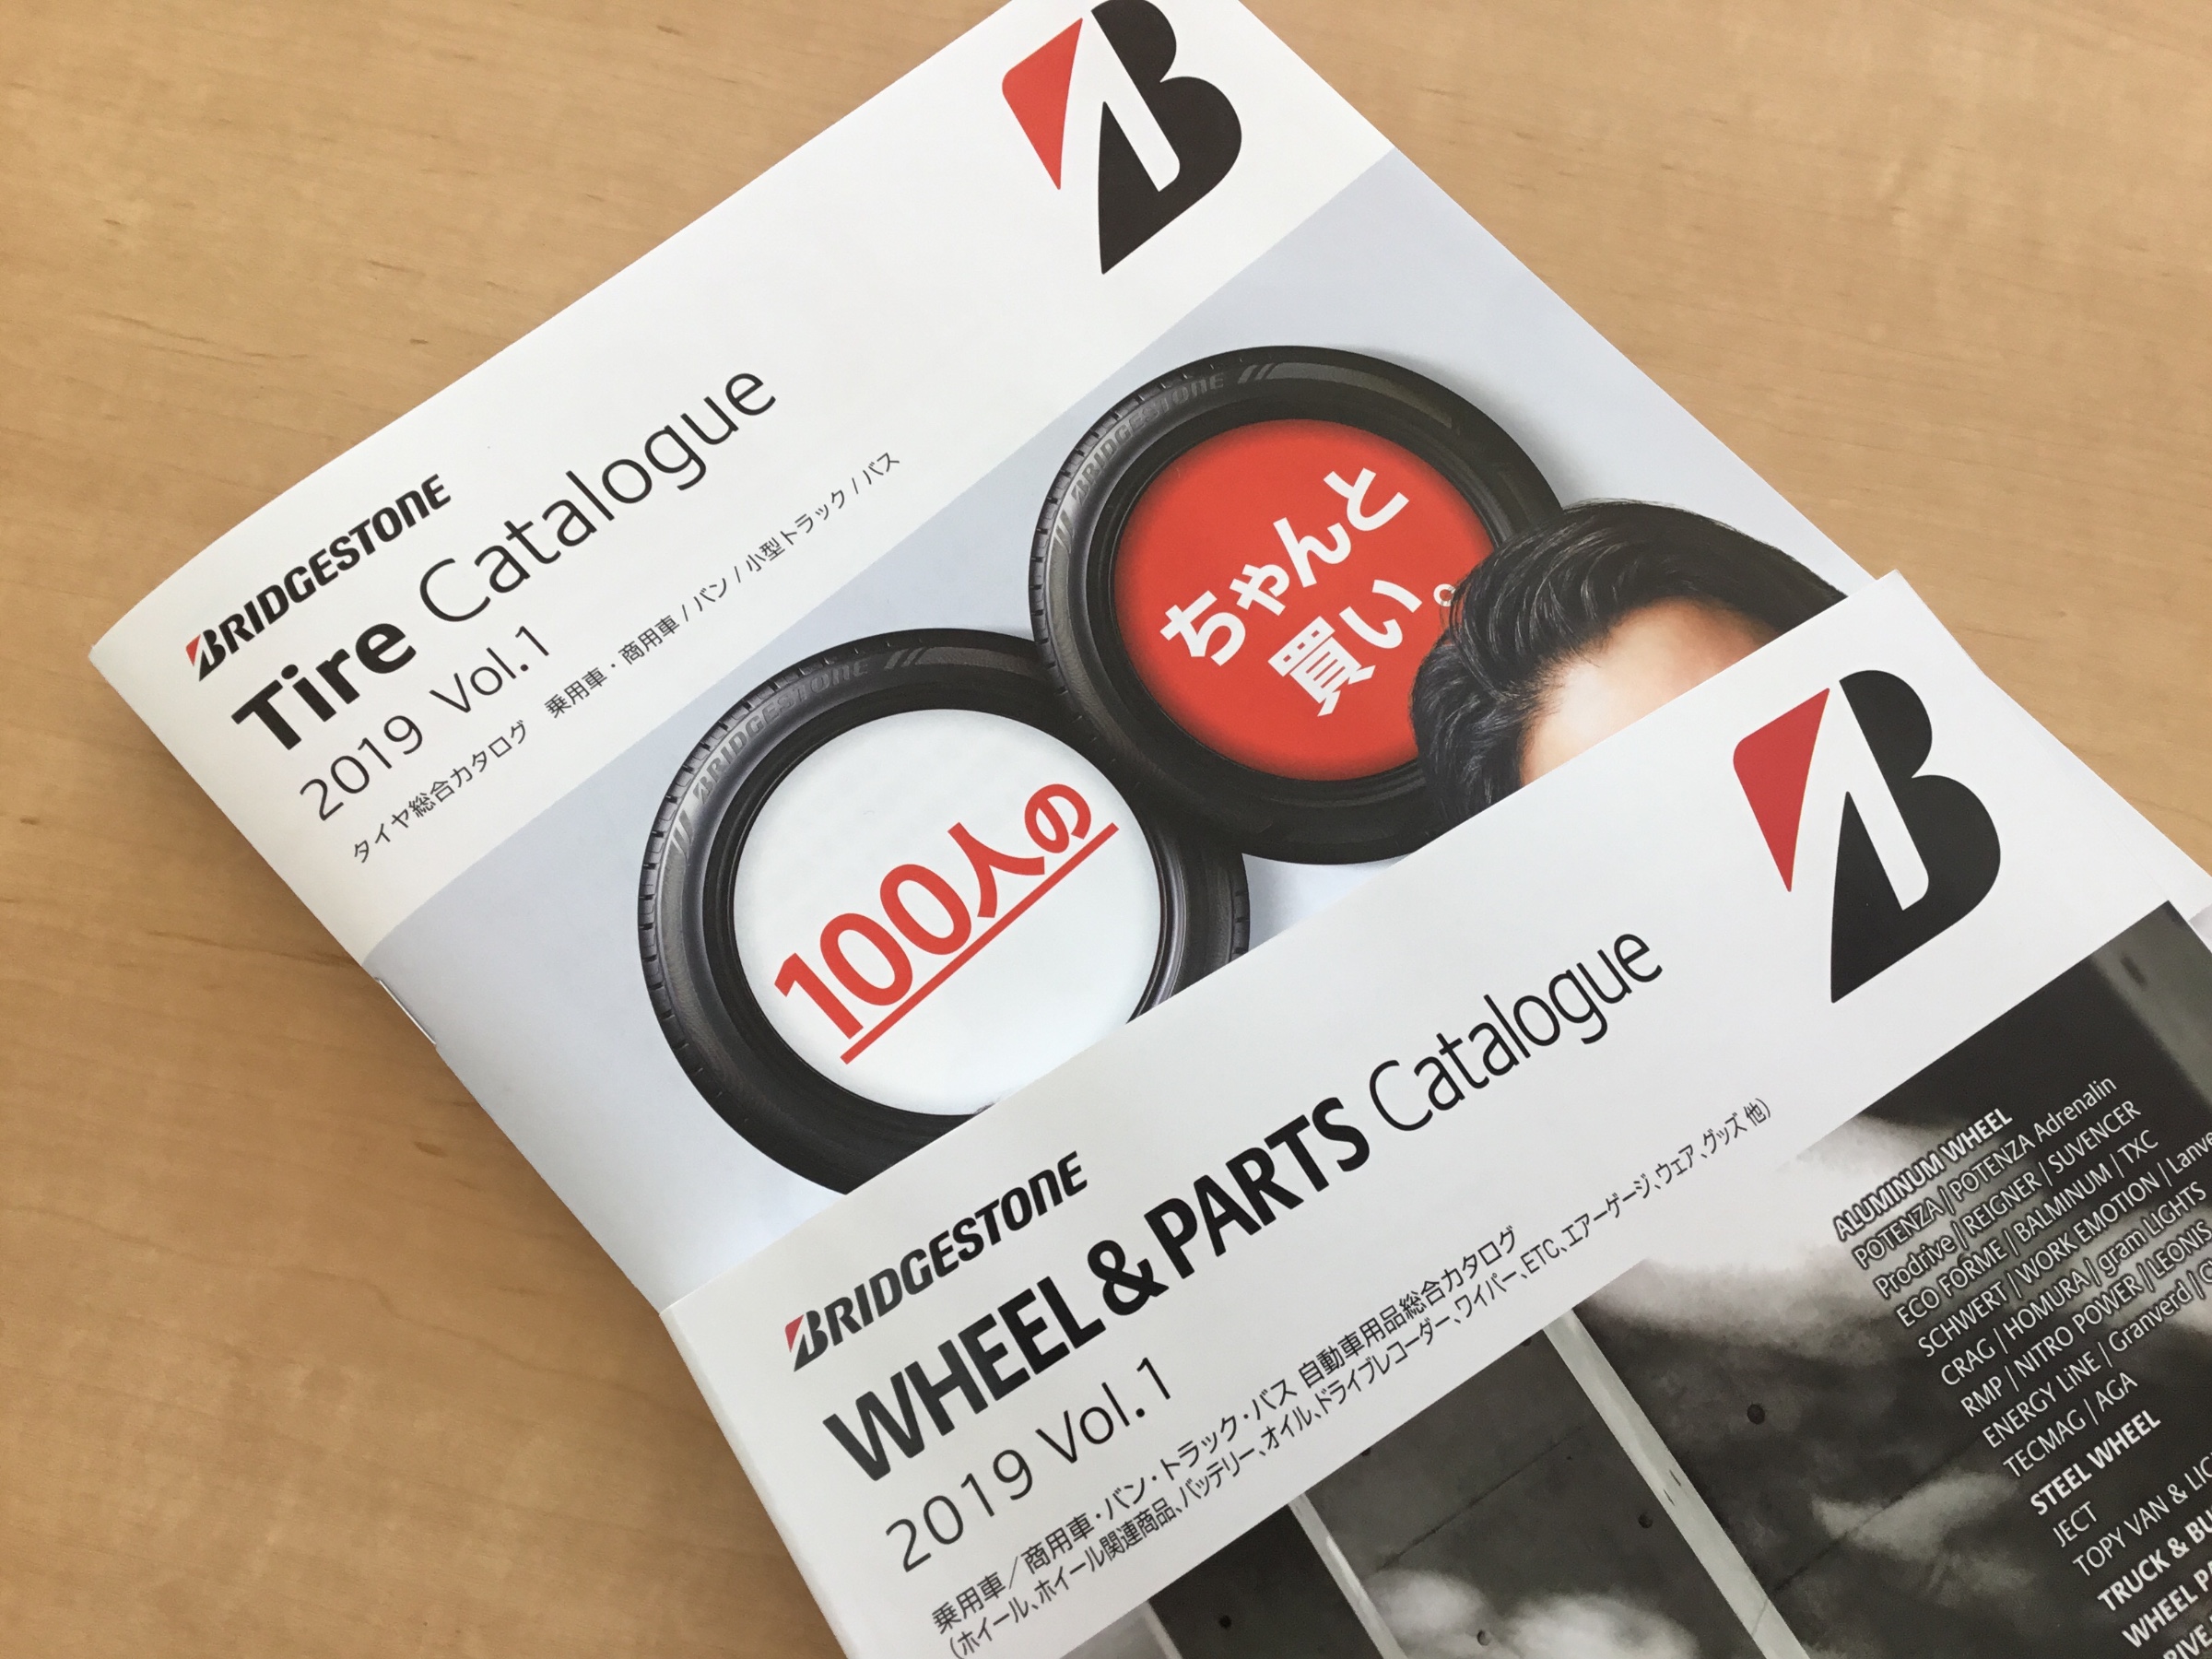 BRIDGESTONE
Tire Catalogue
2019 Vol.1
タイヤ総合カタログ 乗用車・商用車 / バン / 小型トラック / バス
BRIDGESTONE
ちゃんと
買い。
BRIDGESTONE
100人の
BRIDGESTONE
WHEEL & PARTS Catalogue
2019 Vol.1
乗用車／商用車・バン・トラック・バス 自動車用品総合カタログ
(ホイール、ホイール関連商品、バッテリー、オイル、ドライブレコーダー、ワイパー、ETC、エアーゲージ、ウェア、グッズ 他)
ALUMINUM WHEEL
POTENZA | POTENZA Adrenalin
Prodrive | REIGNER | SUVENCER
ECO FORME | BALMINUM | TXC
SCHWERT | WORK EMOTION |
CRAG | HOMURA | gram LIGHTS
RMP | NITRO POWER | LEONIS
ENERGY LiNE | Granverd |
TECMAG | AGA
STEEL WHEEL
JECT
TOPY VAN &
TRUCK &
WHEEL